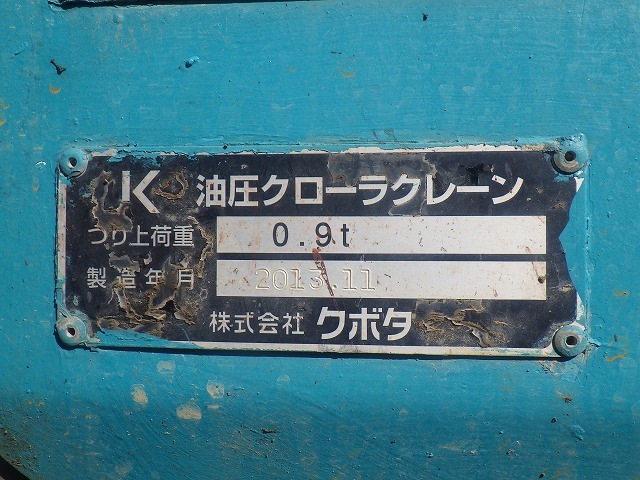 K 油圧クローラクレーン
つり上荷重 0.9t
製造年月 2013.11
株式会社 クボタ